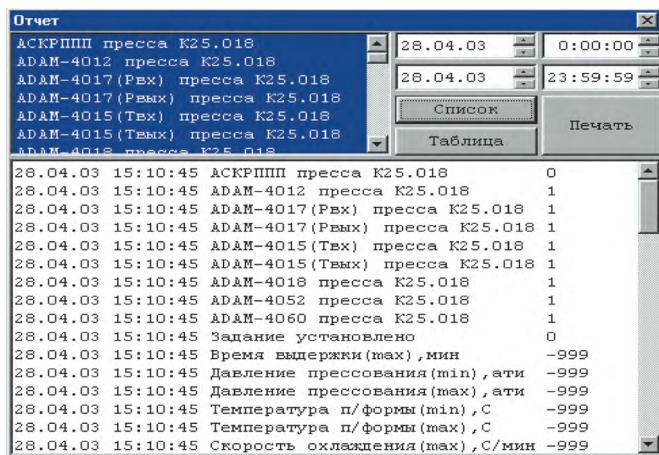 Отчет
АСКРППП пресса К25.018
ADAM-4012 пресса К25.018
ADAM-4017(Рвх) пресса К25.018
ADAM-4017(Рвых) пресса К25.018
ADAM-4015(Твх) пресса К25.018
ADAM-4015(Твых) пресса К25.018
ADAM-4018 пресса К25.018
28.04.03 0:00:00
28.04.03 23:59:59
Список
Таблица
Печать
28.04.03 15:10:45 АСКРППП пресса К25.018 0
28.04.03 15:10:45 ADAM-4012 пресса К25.018 1
28.04.03 15:10:45 ADAM-4017(Рвх) пресса К25.018 1
28.04.03 15:10:45 ADAM-4017(Рвых) пресса К25.018 1
28.04.03 15:10:45 ADAM-4015(Твх) пресса К25.018 1
28.04.03 15:10:45 ADAM-4015(Твых) пресса К25.018 1
28.04.03 15:10:45 ADAM-4018 пресса К25.018 1
28.04.03 15:10:45 ADAM-4052 пресса К25.018 1
28.04.03 15:10:45 ADAM-4060 пресса К25.018 1
28.04.03 15:10:45 Задание установлено 0
28.04.03 15:10:45 Время выдержки(max),мин -999
28.04.03 15:10:45 Давление прессования(min),ати -999
28.04.03 15:10:45 Давление прессования(max),ати -999
28.04.03 15:10:45 Температура п/формы(min),С -999
28.04.03 15:10:45 Температура п/формы(max),С -999
28.04.03 15:10:45 Скорость охлаждения(max),С/мин -999